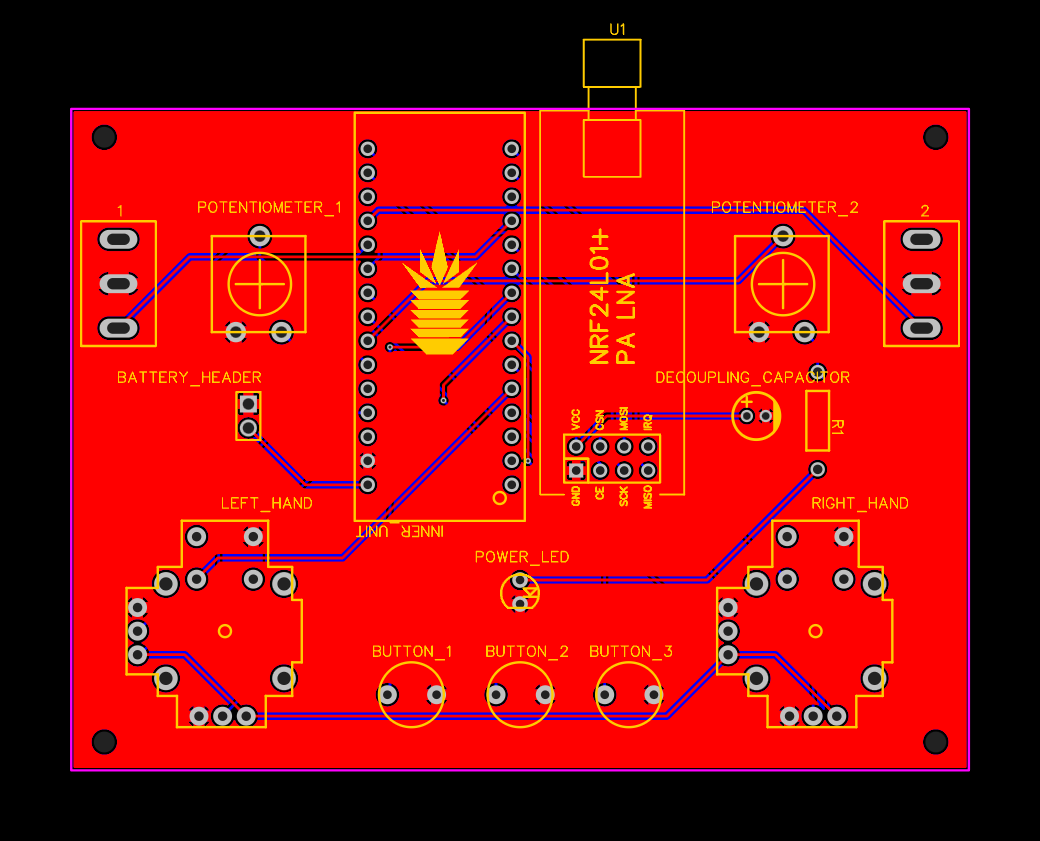 U1
1
POTENTIOMETER_1
POTENTIOMETER_2
2
NRF24L01+
PA LNA
BATTERY_HEADER
DECOUPLING_CAPACITOR
+
R1
VCC
CSN
MOSI
IRQ
GND
CE
SCK
MISO
LEFT_HAND
RIGHT_HAND
INNER_UNIT
POWER_LED
BUTTON_1
BUTTON_2
BUTTON_3